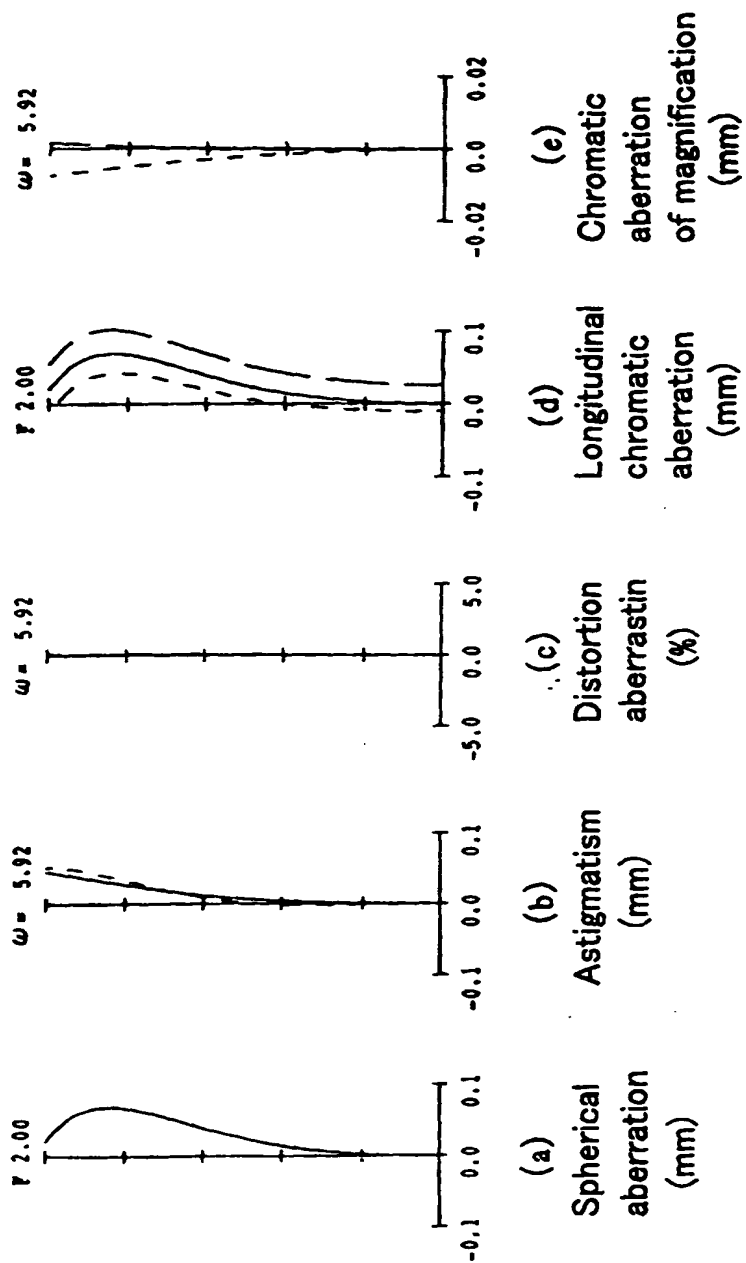 F 2.00
-0.1 0.0 0.1
(a)
Spherical
aberration
(mm)
ω= 5.92
-0.1 0.0 0.1
(b)
Astigmatism
(mm)
ω= 5.92
-5.0 0.0 5.0
(c)
Distortion
aberrastin
(%)
F 2.00
-0.1 0.0 0.1
(d)
Longitudinal
chromatic
aberration
(mm)
ω= 5.92
-0.02 0.0 0.02
(e)
Chromatic
aberration
of magnification
(mm)